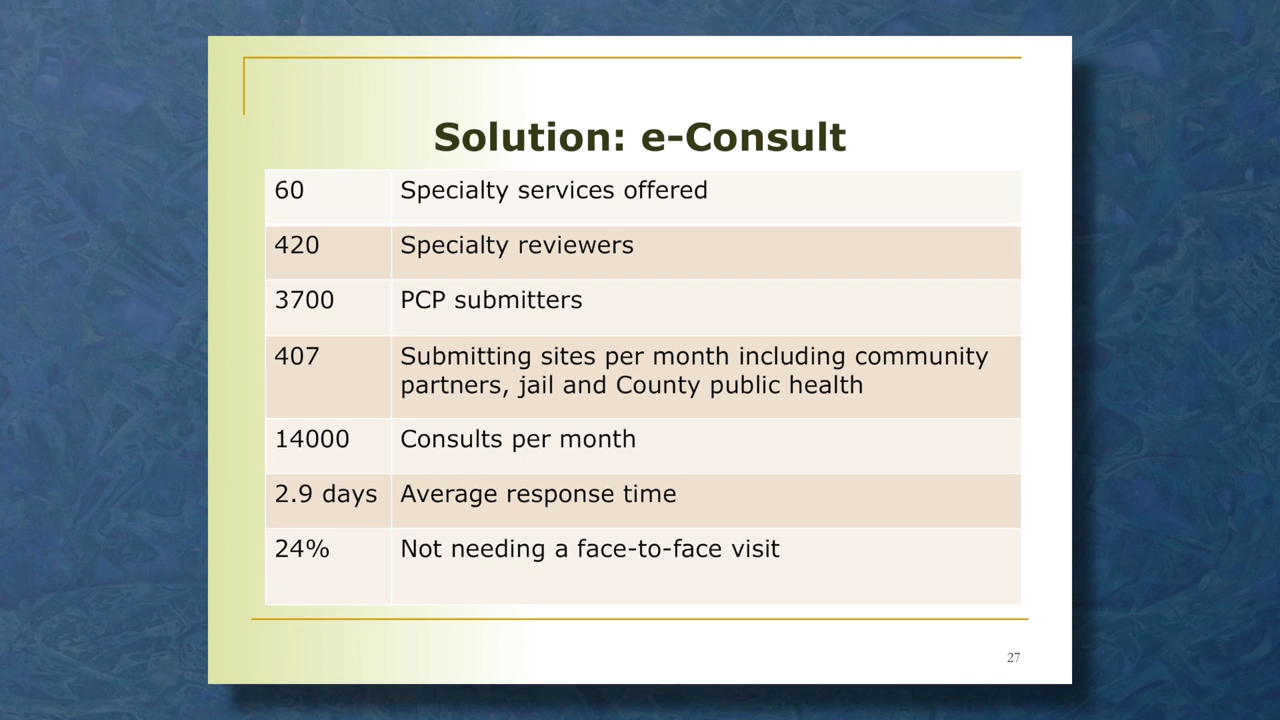 Solution: e-Consult
60 Specialty services offered
420 Specialty reviewers
3700 PCP submitters
407 Submitting sites per month including community
partners, jail and County public health
14000 Consults per month
2.9 days Average response time
24% Not needing a face-to-face visit
27